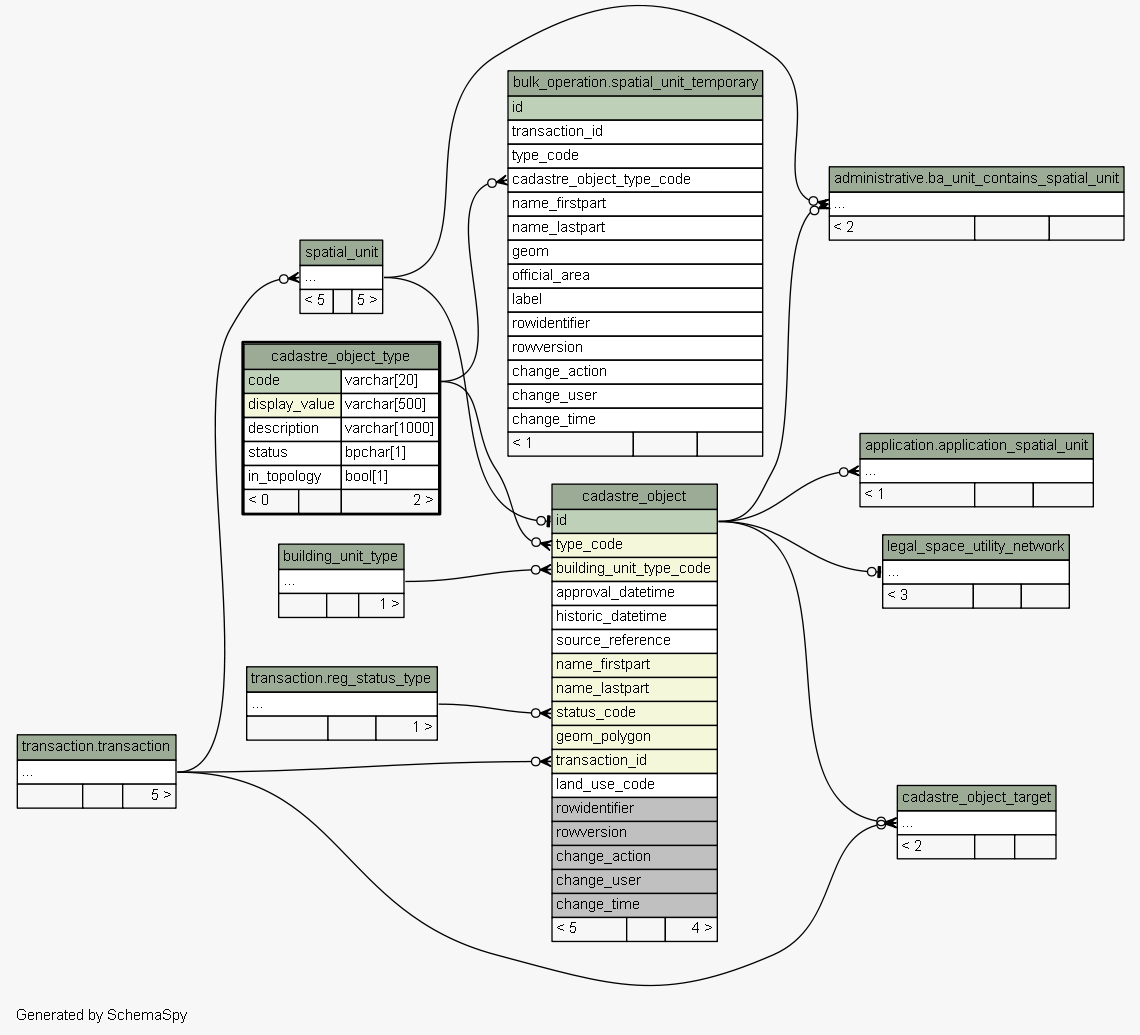 bulk_operation.spatial_unit_temporary
id
transaction_id
type_code
cadastre_object_type_code
name_firstpart
name_lastpart
geom
official_area
label
rowidentifier
rowversion
change_action
change_user
change_time
< 1
administrative.ba_unit_contains_spatial_unit
...
< 2
spatial_unit
...
< 5 5 >
cadastre_object_type
code varchar[20]
display_value varchar[500]
description varchar[1000]
status bpchar[1]
in_topology bool[1]
< 0 2 >
application.application_spatial_unit
...
< 1
cadastre_object
id
type_code
building_unit_type_code
approval_datetime
historic_datetime
source_reference
name_firstpart
name_lastpart
status_code
geom_polygon
transaction_id
land_use_code
rowidentifier
rowversion
change_action
change_user
change_time
< 5 4 >
legal_space_utility_network
...
< 3
building_unit_type
...
1 >
transaction.reg_status_type
...
1 >
transaction.transaction
...
5 >
cadastre_object_target
...
< 2
Generated by SchemaSpy